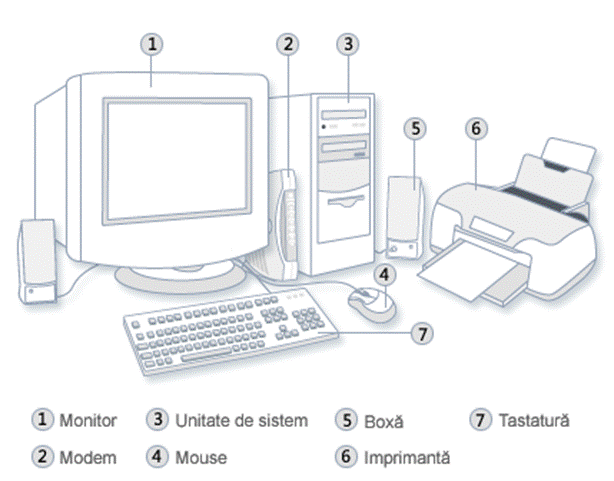 1 2 3
5 6
4
7
1 Monitor 3 Unitate de sistem 5 Boxă 7 Tastatură
2 Modem 4 Mouse 6 Imprimantă